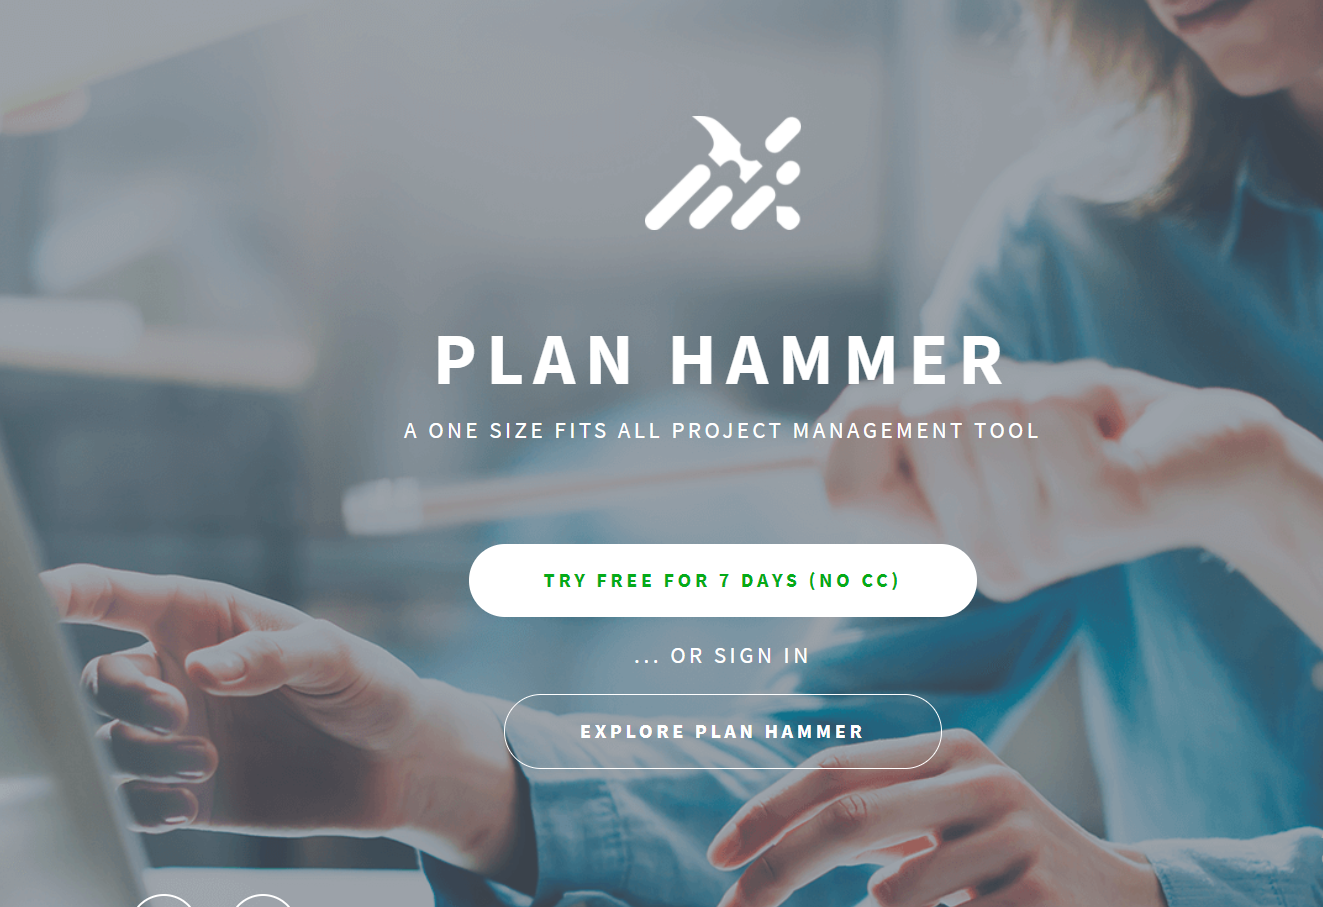 PLAN HAMMER
A ONE SIZE FITS ALL PROJECT MANAGEMENT TOOL
TRY FREE FOR 7 DAYS (NO CC)
... OR SIGN IN
EXPLORE PLAN HAMMER